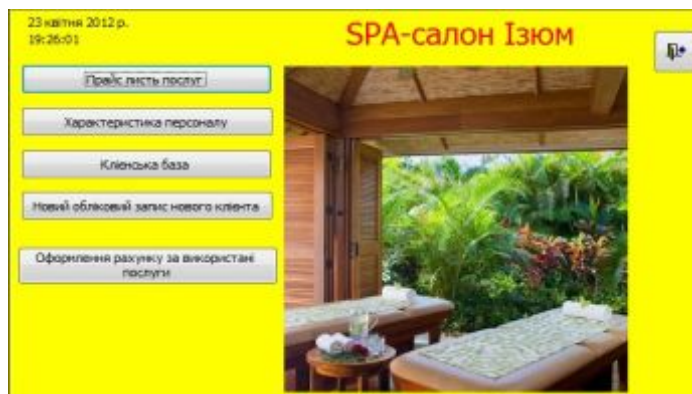 23 квітня 2012 р.
19:26:01
SPA-салон Ізюм
Прайс листь послуг
Характеристика персоналу
Клієнська база
Новий обліковий запис нового клієнта
Оформлення рахунку за використані
послуги